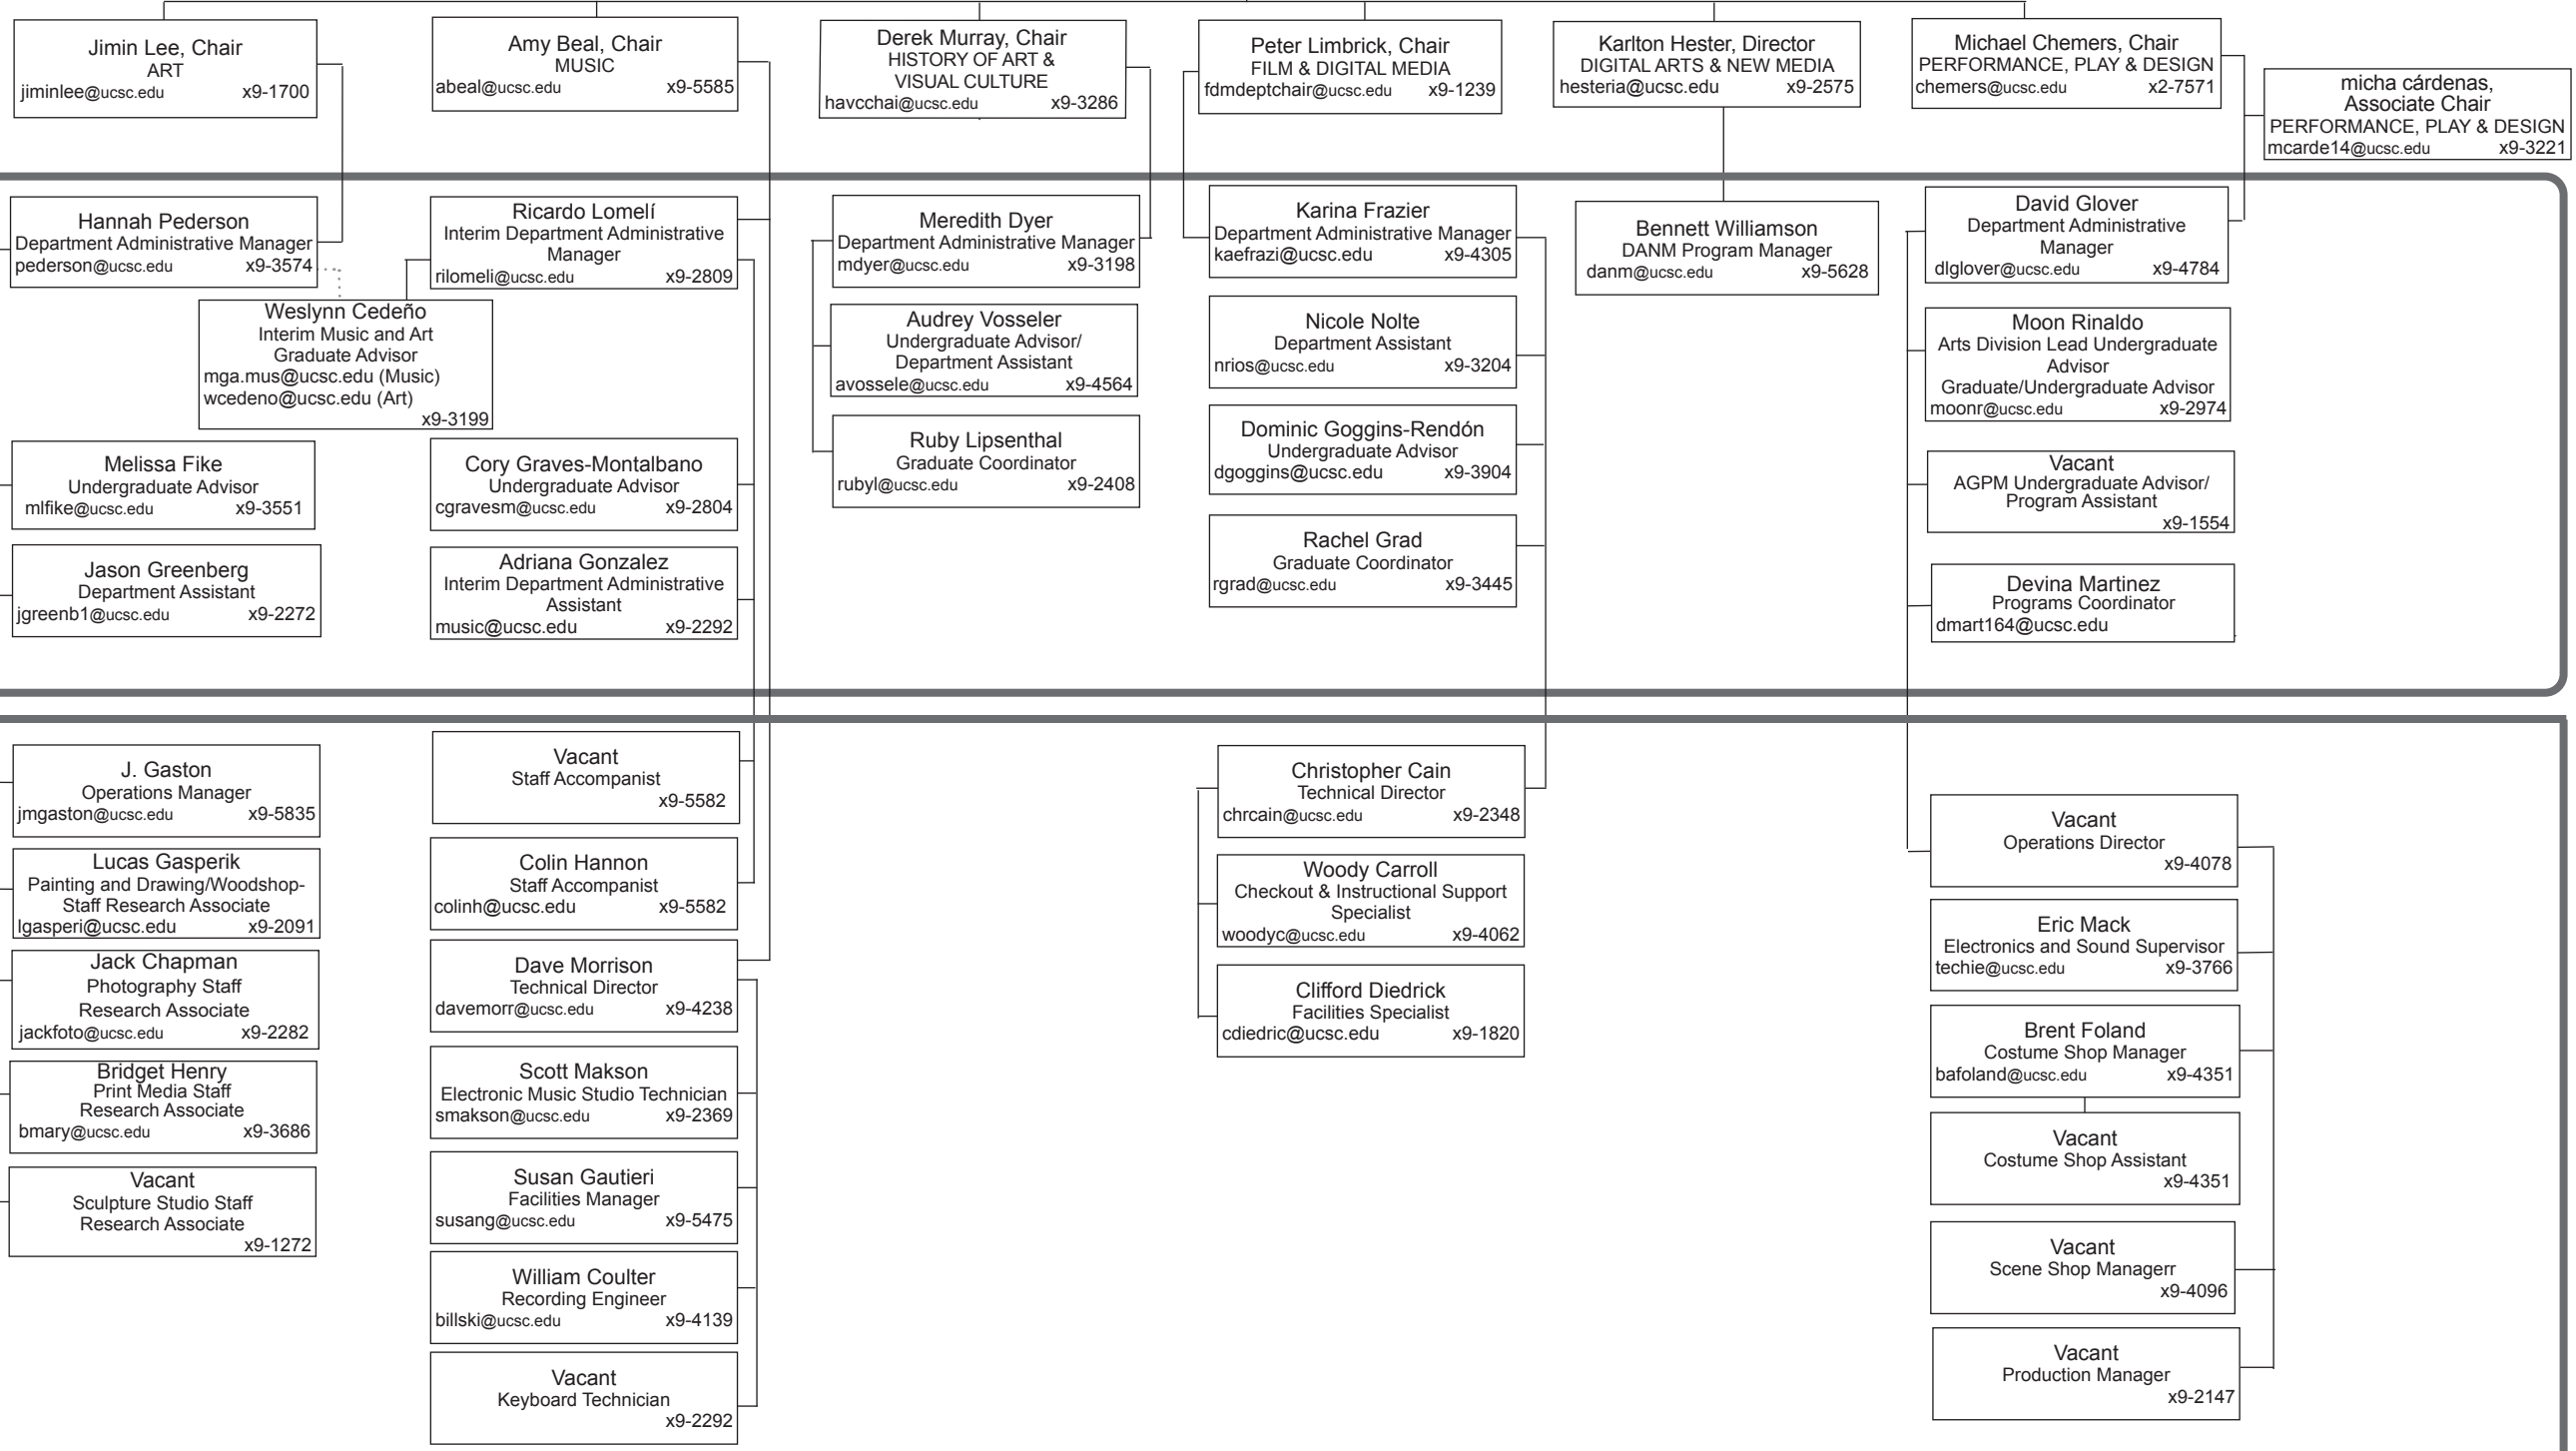 Jimin Lee, Chair
ART
jiminlee@ucsc.edu x9-1700
Amy Beal, Chair
MUSIC
abeal@ucsc.edu x9-5585
Derek Murray, Chair
HISTORY OF ART &
VISUAL CULTURE
havcchai@ucsc.edu x9-3286
Peter Limbrick, Chair
FILM & DIGITAL MEDIA
fdmdeptchair@ucsc.edu x9-1239
Karlton Hester, Director
DIGITAL ARTS & NEW MEDIA
hesteria@ucsc.edu x9-2575
Michael Chemers, Chair
PERFORMANCE, PLAY & DESIGN
chemers@ucsc.edu x2-7571
micha cárdenas,
Associate Chair
PERFORMANCE, PLAY & DESIGN
mcarde14@ucsc.edu x9-3221
Hannah Pederson
Department Administrative Manager
pederson@ucsc.edu x9-3574
Weslynn Cedeño
Interim Music and Art
Graduate Advisor
mga.mus@ucsc.edu (Music)
wcedeno@ucsc.edu (Art)
x9-3199
Melissa Fike
Undergraduate Advisor
mlfike@ucsc.edu x9-3551
Jason Greenberg
Department Assistant
jgreenb1@ucsc.edu x9-2272
Ricardo Lomelí
Interim Department Administrative
Manager
rilomeli@ucsc.edu x9-2809
Cory Graves-Montalbano
Undergraduate Advisor
cgravesm@ucsc.edu x9-2804
Adriana Gonzalez
Interim Department Administrative
Assistant
music@ucsc.edu x9-2292
Meredith Dyer
Department Administrative Manager
mdyer@ucsc.edu x9-3198
Audrey Vosseler
Undergraduate Advisor/
Department Assistant
avossele@ucsc.edu x9-4564
Ruby Lipsenthal
Graduate Coordinator
rubyl@ucsc.edu x9-2408
Karina Frazier
Department Administrative Manager
kaefrazi@ucsc.edu x9-4305
Nicole Nolte
Department Assistant
nrios@ucsc.edu x9-3204
Dominic Goggins-Rendón
Undergraduate Advisor
dgoggins@ucsc.edu x9-3904
Rachel Grad
Graduate Coordinator
rgrad@ucsc.edu x9-3445
Bennett Williamson
DANM Program Manager
danm@ucsc.edu x9-5628
David Glover
Department Administrative
Manager
dlglover@ucsc.edu x9-4784
Moon Rinaldo
Arts Division Lead Undergraduate
Advisor
Graduate/Undergraduate Advisor
moonr@ucsc.edu x9-2974
Vacant
AGPM Undergraduate Advisor/
Program Assistant
x9-1554
Devina Martinez
Programs Coordinator
dmart164@ucsc.edu
J. Gaston
Operations Manager
jmgaston@ucsc.edu x9-5835
Lucas Gasperik
Painting and Drawing/Woodshop-
Staff Research Associate
lgasperi@ucsc.edu x9-2091
Jack Chapman
Photography Staff
Research Associate
jackfoto@ucsc.edu x9-2282
Bridget Henry
Print Media Staff
Research Associate
bmary@ucsc.edu x9-3686
Vacant
Sculpture Studio Staff
Research Associate
x9-1272
Vacant
Staff Accompanist
x9-5582
Colin Hannon
Staff Accompanist
colinh@ucsc.edu x9-5582
Dave Morrison
Technical Director
davemorr@ucsc.edu x9-4238
Scott Makson
Electronic Music Studio Technician
smakson@ucsc.edu x9-2369
Susan Gautieri
Facilities Manager
susang@ucsc.edu x9-5475
William Coulter
Recording Engineer
billski@ucsc.edu x9-4139
Vacant
Keyboard Technician
x9-2292
Christopher Cain
Technical Director
chrcain@ucsc.edu x9-2348
Woody Carroll
Checkout & Instructional Support
Specialist
woodyc@ucsc.edu x9-4062
Clifford Diedrick
Facilities Specialist
cdiedric@ucsc.edu x9-1820
Vacant
Operations Director
x9-4078
Eric Mack
Electronics and Sound Supervisor
techie@ucsc.edu x9-3766
Brent Foland
Costume Shop Manager
bafoland@ucsc.edu x9-4351
Vacant
Costume Shop Assistant
x9-4351
Vacant
Scene Shop Managerr
x9-4096
Vacant
Production Manager
x9-2147